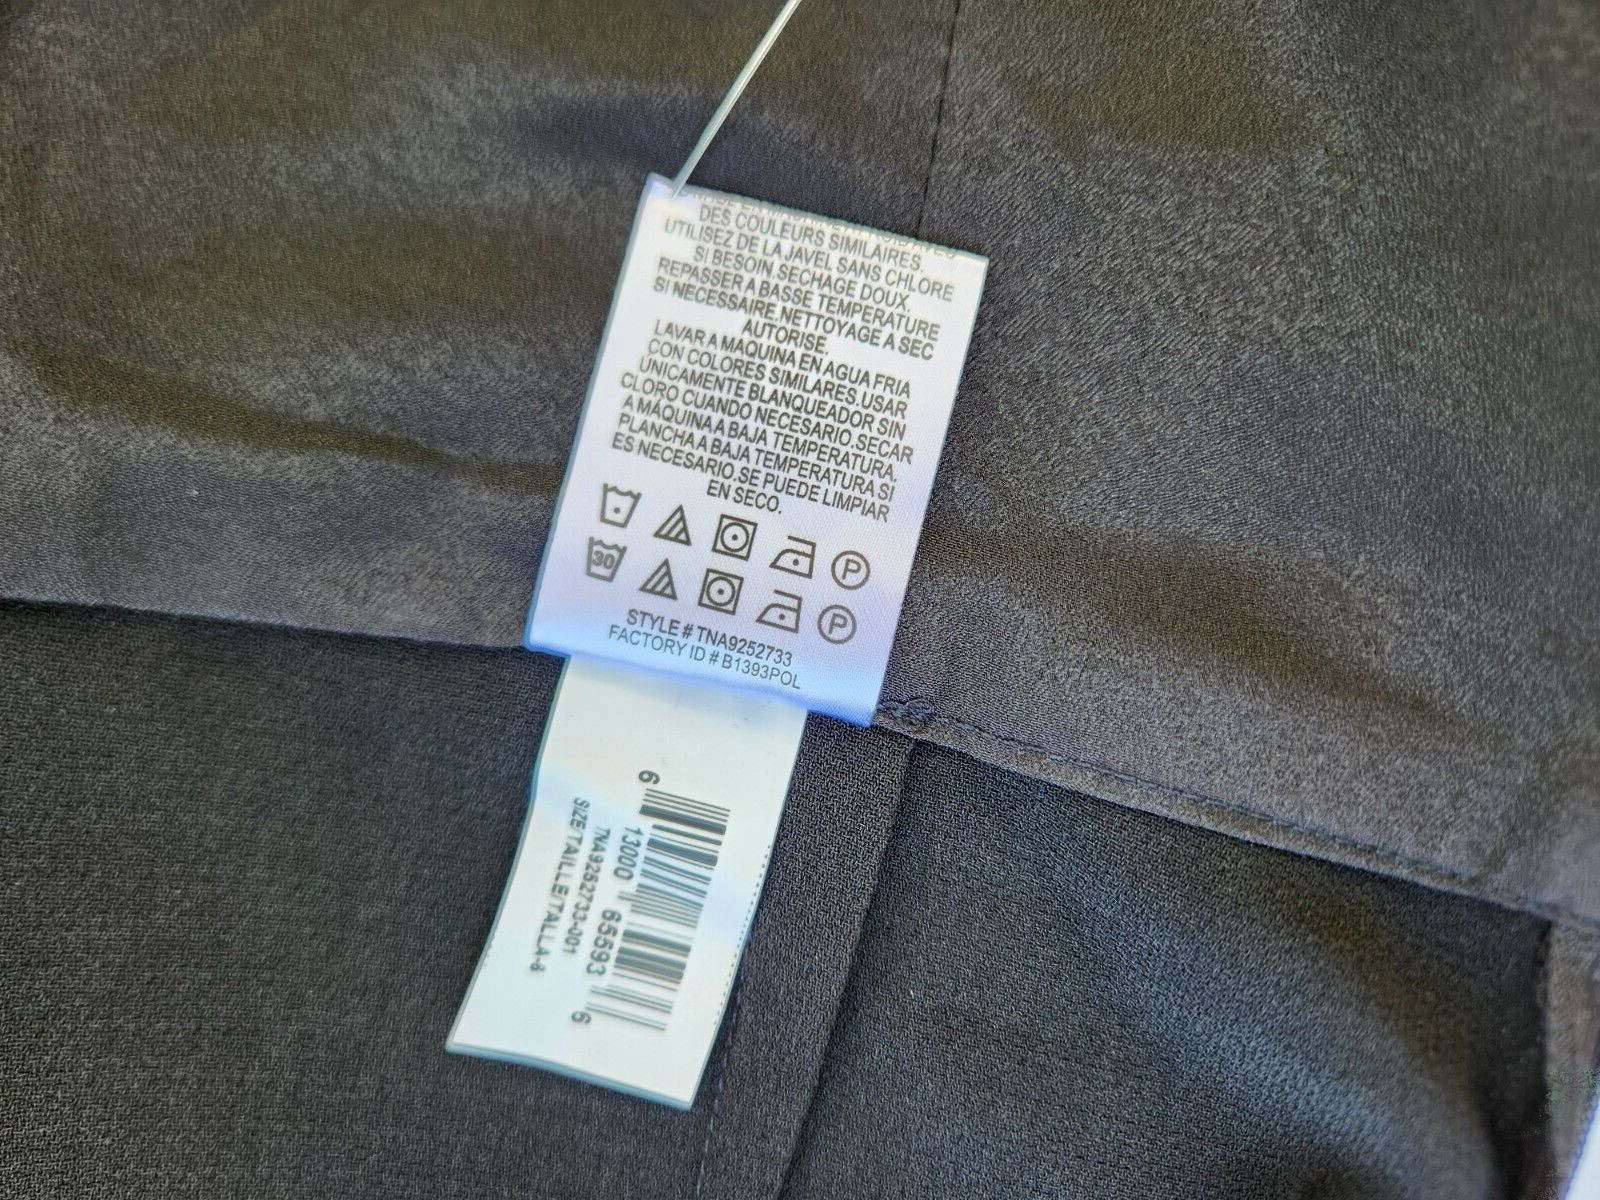 DES COULEURS SIMILAIRES.
UTILISEZ DE LA JAVEL SANS CHLORE
SI BESOIN.SECHAGE DOUX.
REPASSER A BASSE TEMPERATURE
SI NECESSAIRE.NETTOYAGE A SEC
AUTORISE.
LAVAR A MAQUINA EN AGUA FRIA
CON COLORES SIMILARES.USAR
ÚNICAMENTE BLANQUEADOR SIN
CLORO CUANDO NECESARIO.SECAR
A MÁQUINA A BAJA TEMPERATURA.
PLANCHA A BAJA TEMPERATURA SI
ES NECESARIO.SE PUEDE LIMPIAR
EN SECO.
P
30
P
STYLE # TNA9252733
FACTORY ID # B1393POL
6 13000 65593 6
TNA9252733-001
SIZE/TAILLE/TALLA-6